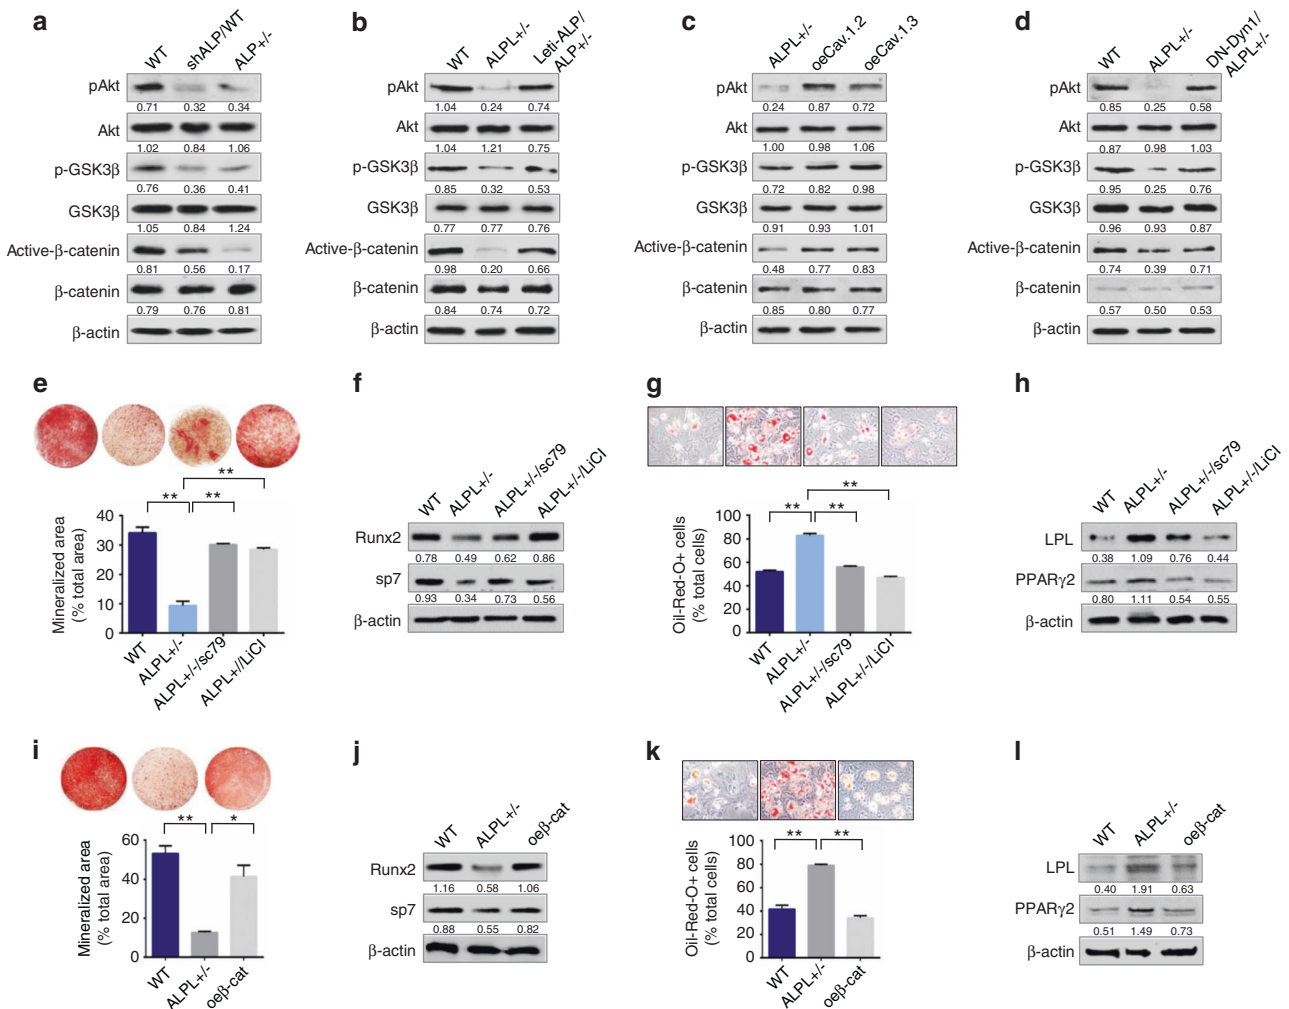 a
WT shALP/WT ALP+/-
pAkt
0.71 0.32 0.34
Akt
1.02 0.84 1.06
p-GSK3β
0.76 0.36 0.41
GSK3β
1.05 0.84 1.24
Active-β-catenin
0.81 0.56 0.17
β-catenin
0.79 0.76 0.81
β-actin
b
WT ALPL+/- Leti-ALP/
ALP+/-
pAkt
1.04 0.24 0.74
Akt
1.04 1.21 0.75
p-GSK3β
0.85 0.32 0.53
GSK3β
0.77 0.77 0.76
Active-β-catenin
0.98 0.20 0.66
β-catenin
0.84 0.74 0.72
β-actin
c
ALPL+/- oeCav.1.2 oeCav.1.3
pAkt
0.24 0.87 0.72
Akt
1.00 0.98 1.06
p-GSK3β
0.72 0.82 0.98
GSK3β
0.91 0.93 1.01
Active-β-catenin
0.48 0.77 0.83
β-catenin
0.85 0.80 0.77
β-actin
d
WT ALPL+/- DN-Dyn1/
ALPL+/-
pAkt
0.85 0.25 0.58
Akt
0.87 0.98 1.03
p-GSK3β
0.95 0.25 0.76
GSK3β
0.96 0.93 0.87
Active-β-catenin
0.74 0.39 0.71
β-catenin
0.57 0.50 0.53
β-actin
e
**
** **
Mineralized area
(% total area)
40
30
20
10
0
WT ALPL+/- ALPL+/-/sc79 ALPL+//LiCl
f
WT ALPL+/- ALPL+/-/sc79 ALPL+/-/LiCl
Runx2
0.78 0.49 0.62 0.86
sp7
0.93 0.34 0.73 0.56
β-actin
g
**
** **
Oil-Red-O+ cells
(% total cells)
100
80
60
40
20
0
WT ALPL+/- ALPL+/-/sc79 ALPL+/-/LiCl
h
WT ALPL+/- ALPL+/-/sc79 ALPL+/-/LiCl
LPL
0.38 1.09 0.76 0.44
PPARγ2
0.80 1.11 0.54 0.55
β-actin
i
** *
Mineralized area
(% total area)
60
40
20
0
WT ALPL+/- oeβ-cat
j
WT ALPL+/- oeβ-cat
Runx2
1.16 0.58 1.06
sp7
0.88 0.55 0.82
β-actin
k
** **
Oil-Red-O+ cells
(% total cells)
100
80
60
40
20
0
WT ALPL+/- oeβ-cat
l
WT ALPL+/- oeβ-cat
LPL
0.40 1.91 0.63
PPARγ2
0.51 1.49 0.73
β-actin